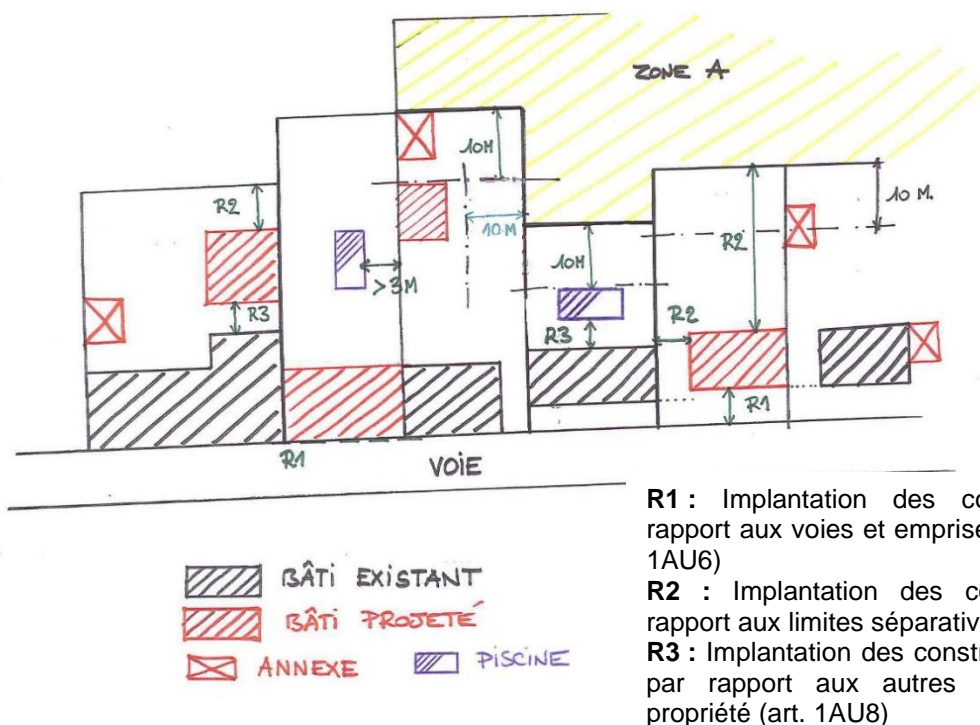 ZONE A
10M
10 M.
R2
10M
R2
>3M
10M
R3
R3
R2
R1
R1
VOIE
R1 : Implantation des co
rapport aux voies et emprise
1AU6)
R2 : Implantation des co
rapport aux limites séparativ
R3 : Implantation des constr
par rapport aux autres
propriété (art. 1AU8)
BÂTI EXISTANT
BÂTI PROJETÉ
ANNEXE PISCINE